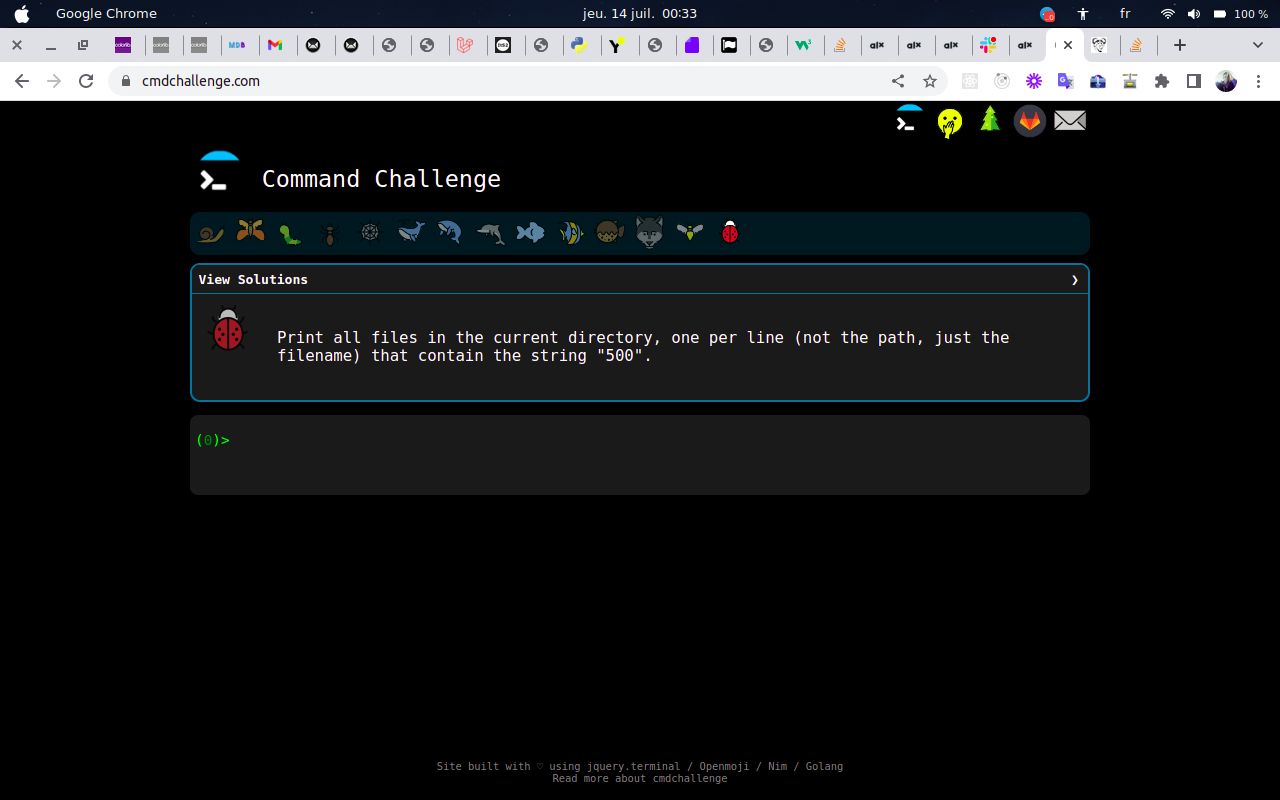 Google Chrome
jeu. 14 juil. 00:33
fr
100 %
cmdchallenge.com
Command Challenge
View Solutions
Print all files in the current directory, one per line (not the path, just the
filename) that contain the string "500".
(0)>
Site built with ♡ using jquery.terminal / Openmoji / Nim / Golang
Read more about cmdchallenge